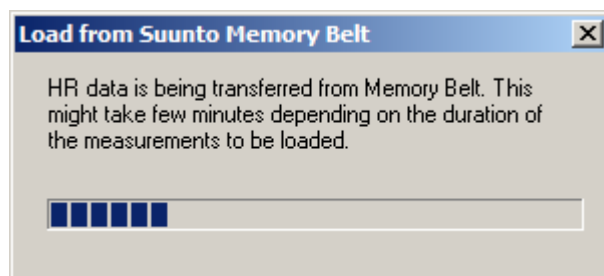 Load from Suunto Memory Belt
HR data is being transferred from Memory Belt. This
might take few minutes depending on the duration of
the measurements to be loaded.